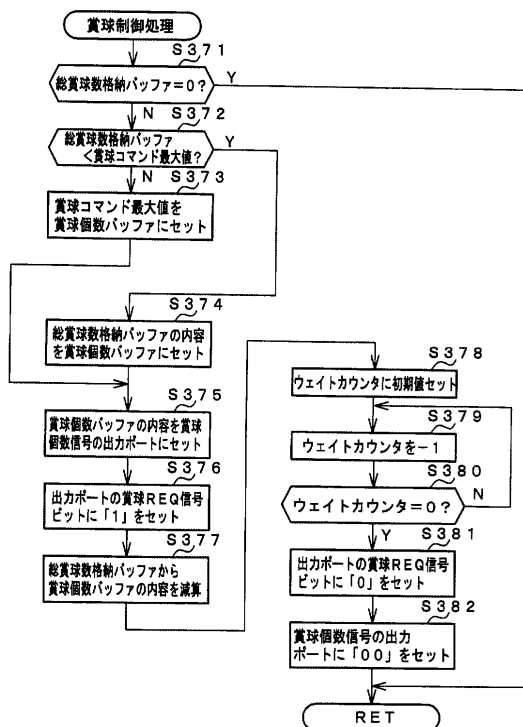 賞球制御処理
S371
総賞球数格納バッファ=0?
Y
N
S372
総賞球数格納バッファ
<賞球コマンド最大値?
Y
N
S373
賞球コマンド最大値を
賞球個数バッファにセット
S374
総賞球数格納バッファの内容
を賞球個数バッファにセット
S375
賞球個数バッファの内容を賞球
個数信号の出力ポートにセット
S376
出力ポートの賞球REQ信号
ビットに「1」をセット
S377
総賞球数格納バッファから
賞球個数バッファの内容を減算
S378
ウェイトカウンタに初期値セット
S379
ウェイトカウンタを-1
S380
ウェイトカウンタ=0?
N
Y
S381
出力ポートの賞球REQ信号
ビットに「0」をセット
S382
賞球個数信号の出力
ポートに「00」をセット
RET